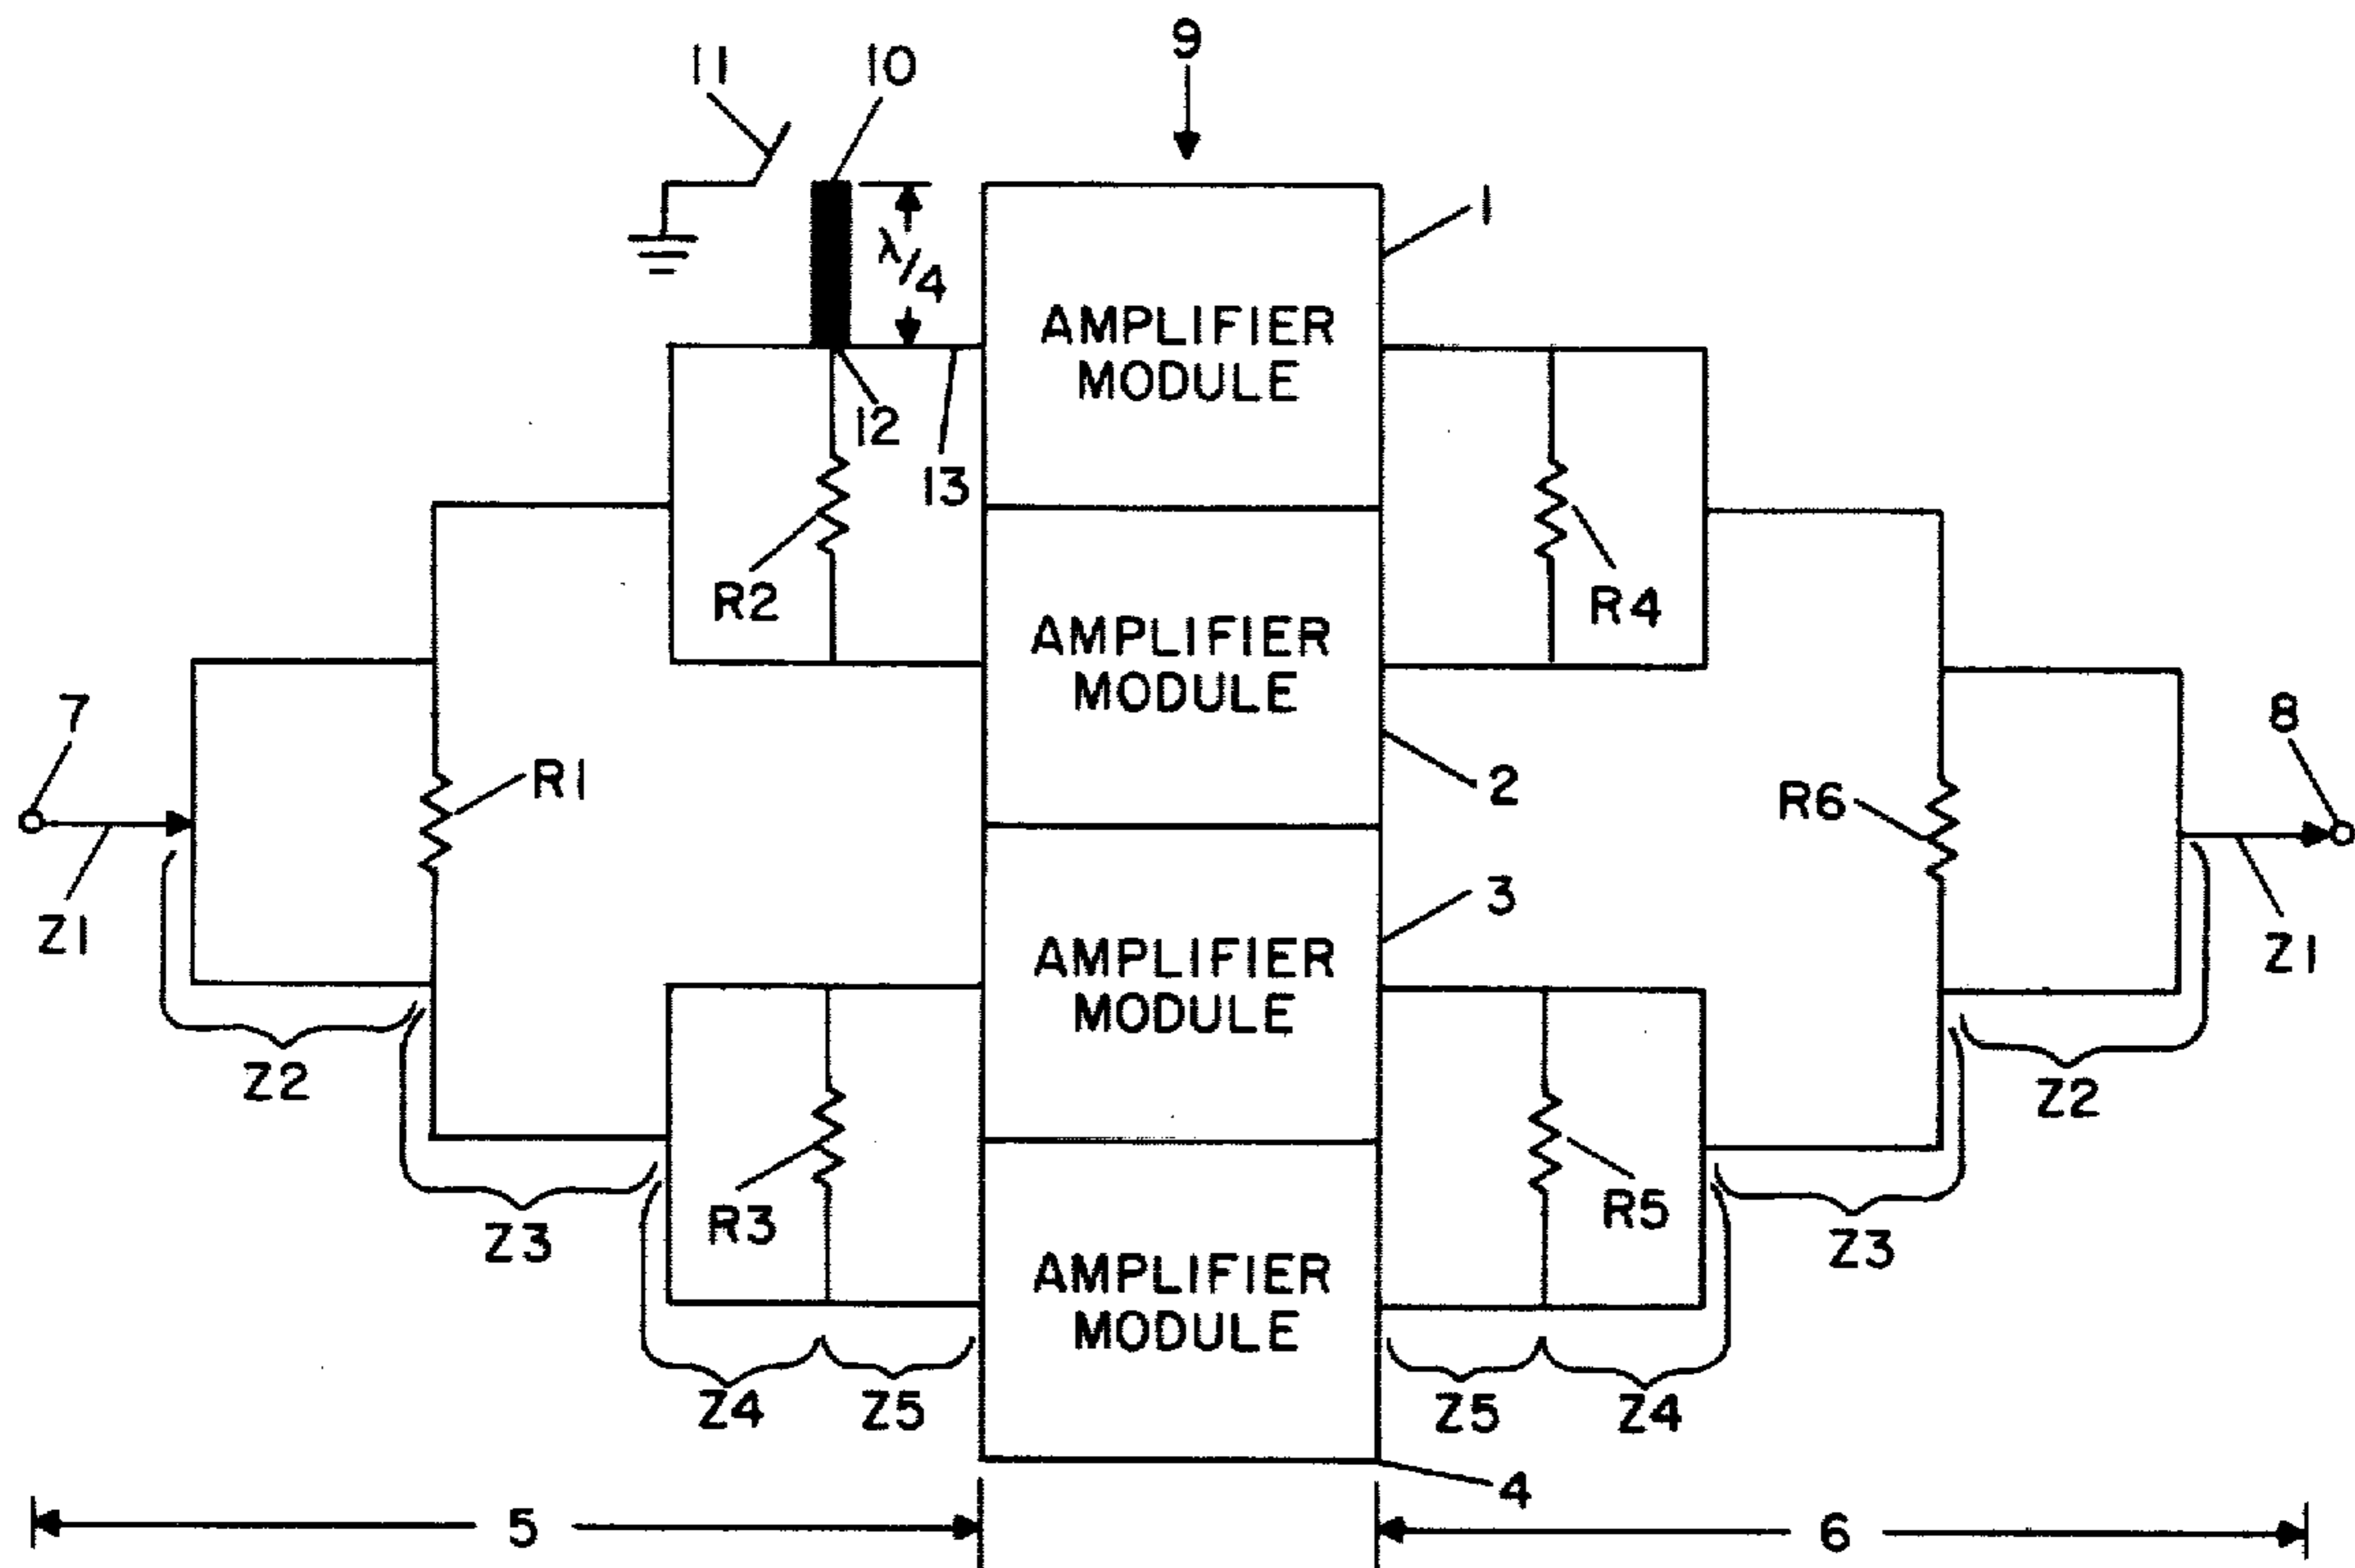 9
11
10
λ/4
1
AMPLIFIER
MODULE
12
13
R2
R4
AMPLIFIER
MODULE
7
8
R1
2
R6
Z1
3
Z1
AMPLIFIER
MODULE
Z2
Z2
R3
R5
Z3
Z3
AMPLIFIER
MODULE
Z4
Z5
Z5
Z4
4
5
6